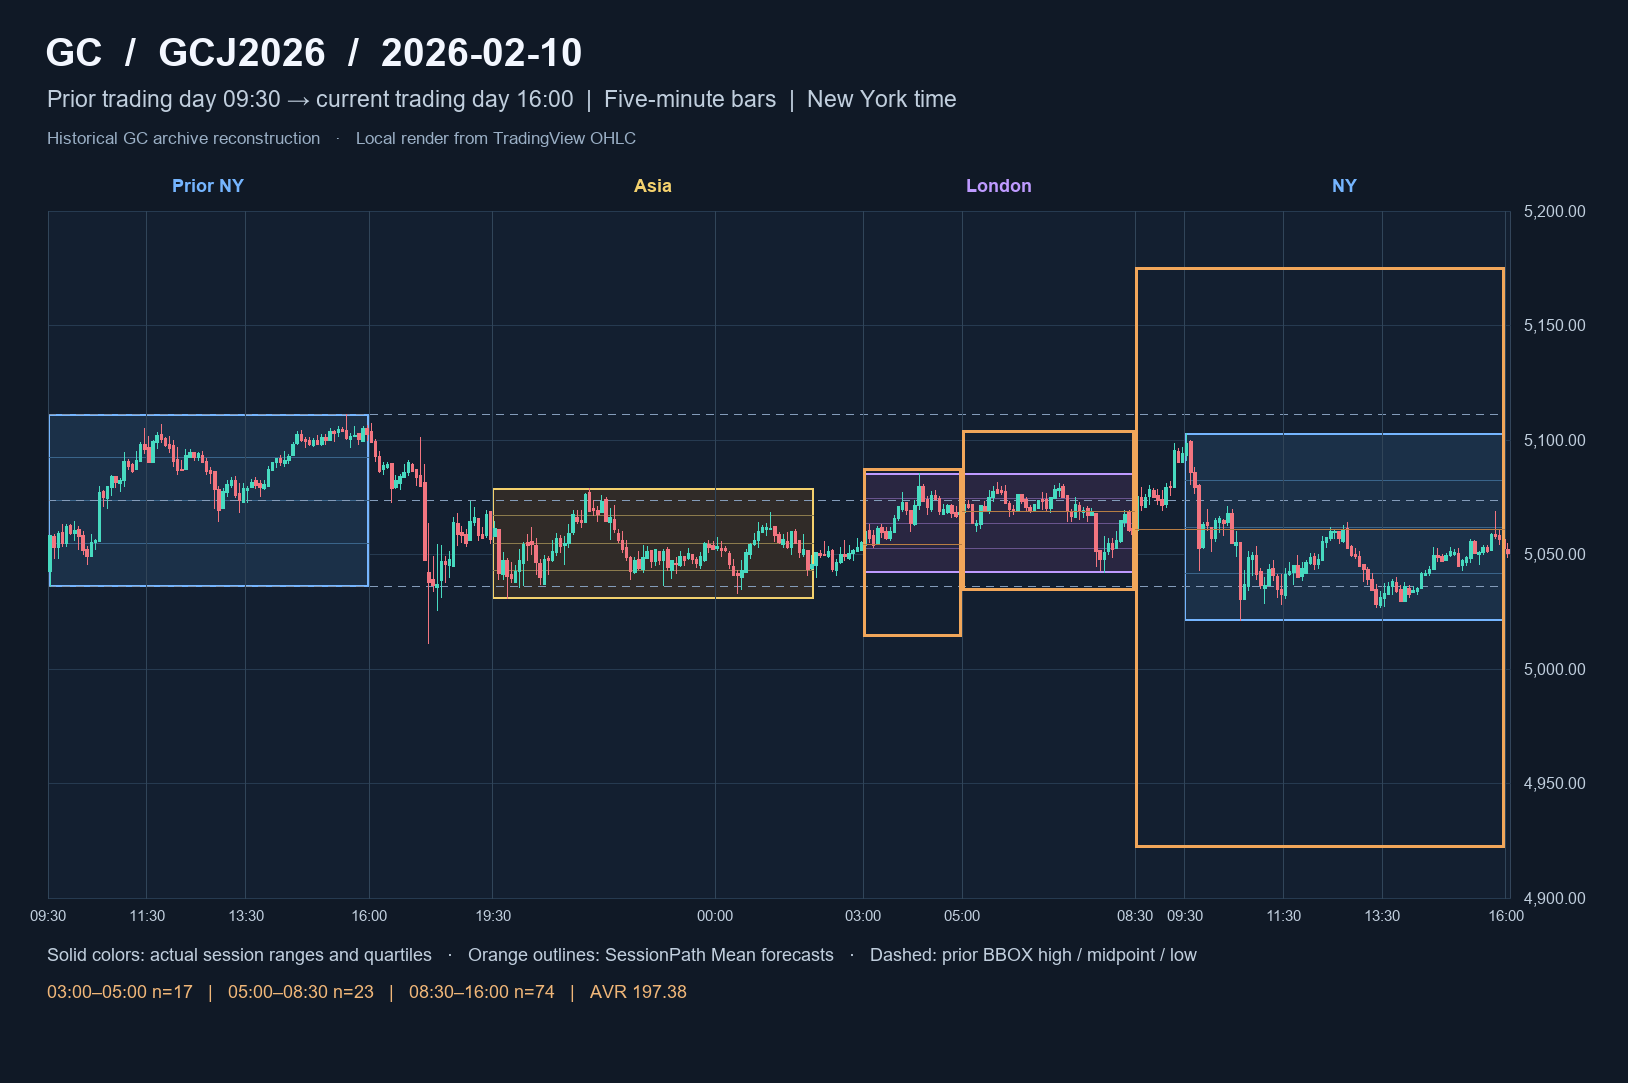 GC / GCJ2026 / 2026-02-10
Prior trading day 09:30 → current trading day 16:00 | Five-minute bars | New York time
Historical GC archive reconstruction · Local render from TradingView OHLC
Prior NY Asia London NY
5,200.00
5,150.00
5,100.00
5,050.00
5,000.00
4,950.00
4,900.00
09:30 11:30 13:30 16:00 19:30 00:00 03:00 05:00 08:30 09:30 11:30 13:30 16:00
Solid colors: actual session ranges and quartiles · Orange outlines: SessionPath Mean forecasts · Dashed: prior BBOX high / midpoint / low
03:00–05:00 n=17 | 05:00–08:30 n=23 | 08:30–16:00 n=74 | AVR 197.38